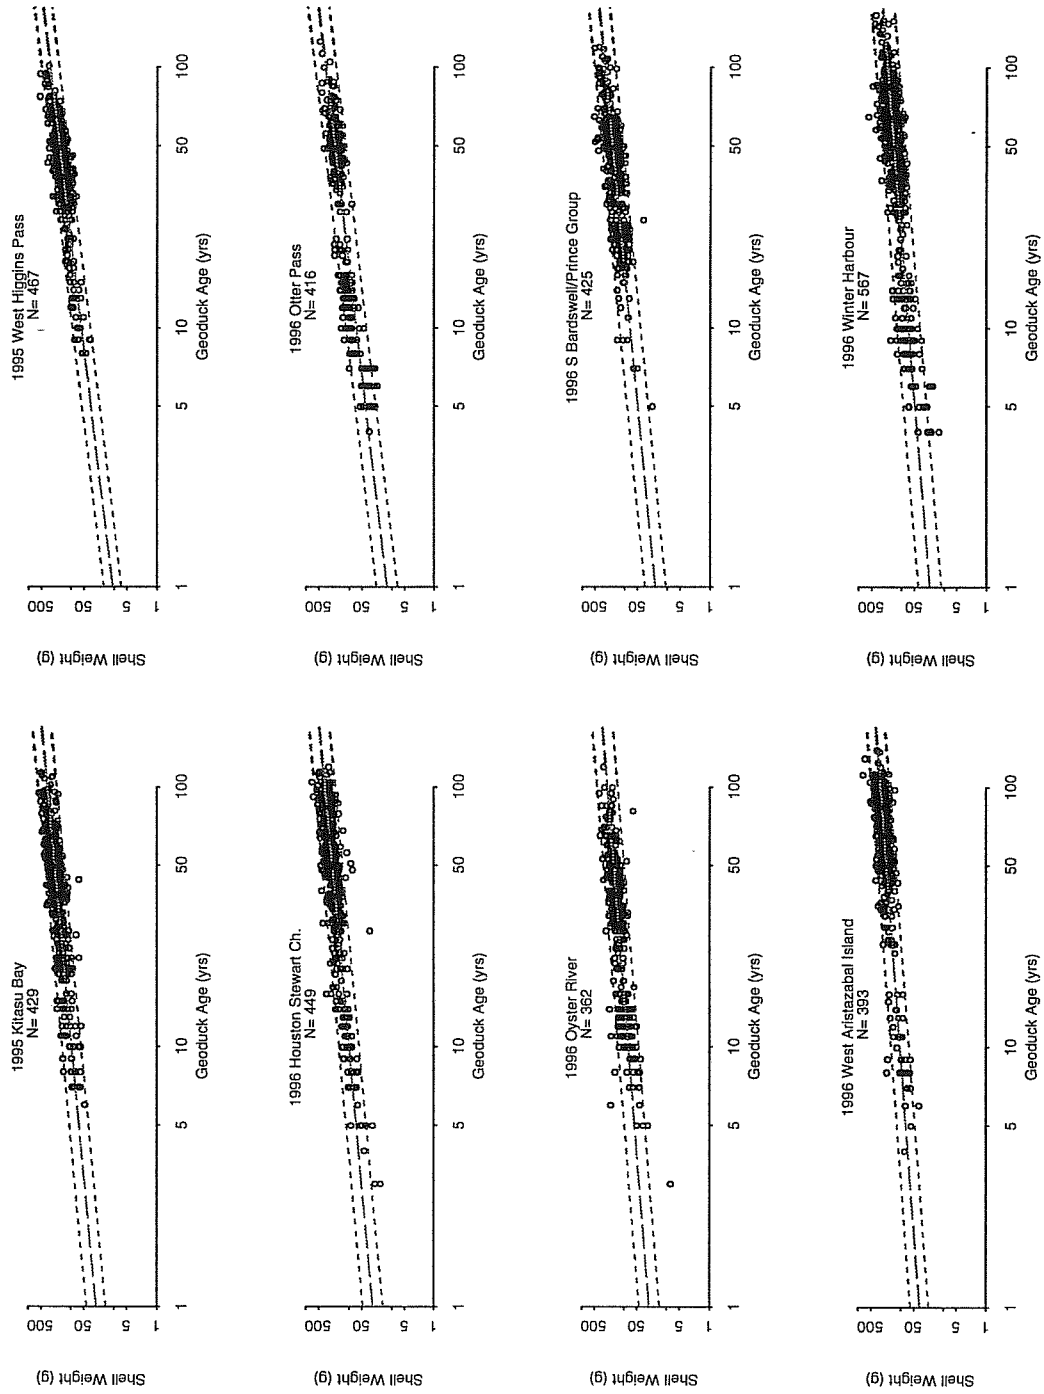 1995 West Higgins Pass
N= 467
Shell Weight (g)
500
50
5
1
1
5
10
50
100
Geoduck Age (yrs)
1996 Otter Pass
N= 416
Shell Weight (g)
500
50
5
1
1
5
10
50
100
Geoduck Age (yrs)
1996 S Bardswell/Prince Group
N= 425
Shell Weight (g)
500
50
5
1
1
5
10
50
100
Geoduck Age (yrs)
1996 Winter Harbour
N= 567
Shell Weight (g)
500
50
5
1
1
5
10
50
100
Geoduck Age (yrs)
1995 Kitasu Bay
N= 429
Shell Weight (g)
500
50
5
1
1
5
10
50
100
Geoduck Age (yrs)
1996 Houston Stewart Ch.
N= 449
Shell Weight (g)
500
50
5
1
1
5
10
50
100
Geoduck Age (yrs)
1996 Oyster River
N= 362
Shell Weight (g)
500
50
5
1
1
5
10
50
100
Geoduck Age (yrs)
1996 West Aristazabal Island
N= 393
Shell Weight (g)
500
50
5
1
1
5
10
50
100
Geoduck Age (yrs)